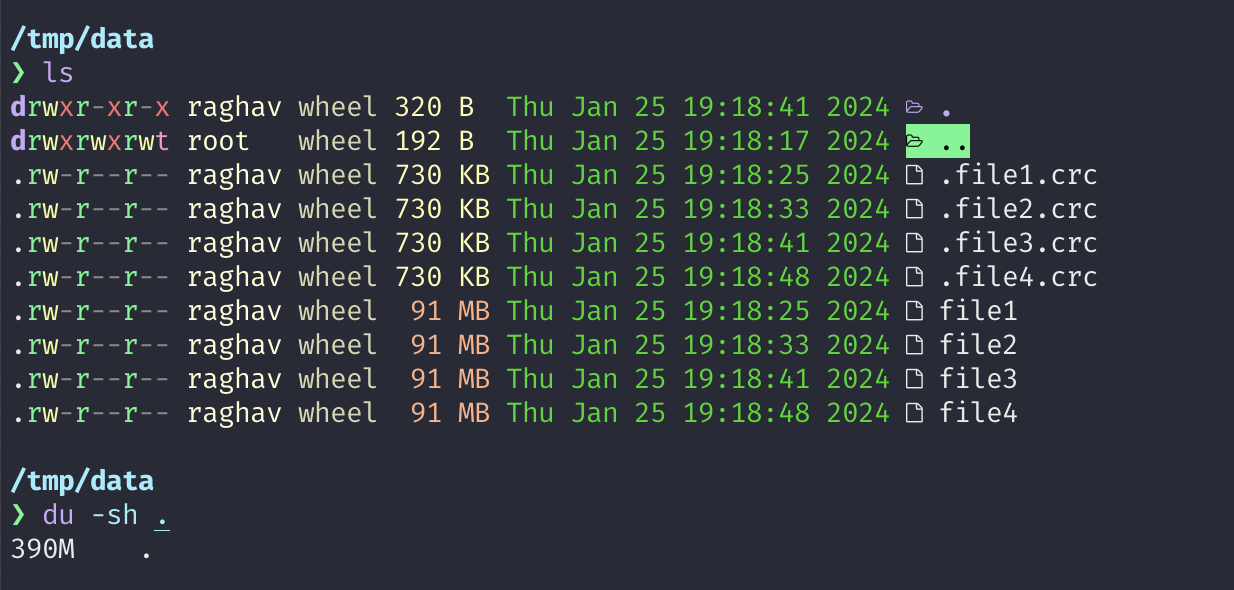 /tmp/data
❯ ls
drwxr-xr-x raghav wheel 320 B  Thu Jan 25 19:18:41 2024 .
drwxrwxrwt root   wheel 192 B  Thu Jan 25 19:18:17 2024 ..
.rw-r--r-- raghav wheel 730 KB Thu Jan 25 19:18:25 2024 .file1.crc
.rw-r--r-- raghav wheel 730 KB Thu Jan 25 19:18:33 2024 .file2.crc
.rw-r--r-- raghav wheel 730 KB Thu Jan 25 19:18:41 2024 .file3.crc
.rw-r--r-- raghav wheel 730 KB Thu Jan 25 19:18:48 2024 .file4.crc
.rw-r--r-- raghav wheel  91 MB Thu Jan 25 19:18:25 2024 file1
.rw-r--r-- raghav wheel  91 MB Thu Jan 25 19:18:33 2024 file2
.rw-r--r-- raghav wheel  91 MB Thu Jan 25 19:18:41 2024 file3
.rw-r--r-- raghav wheel  91 MB Thu Jan 25 19:18:48 2024 file4
/tmp/data
❯ du -sh .
390M    .